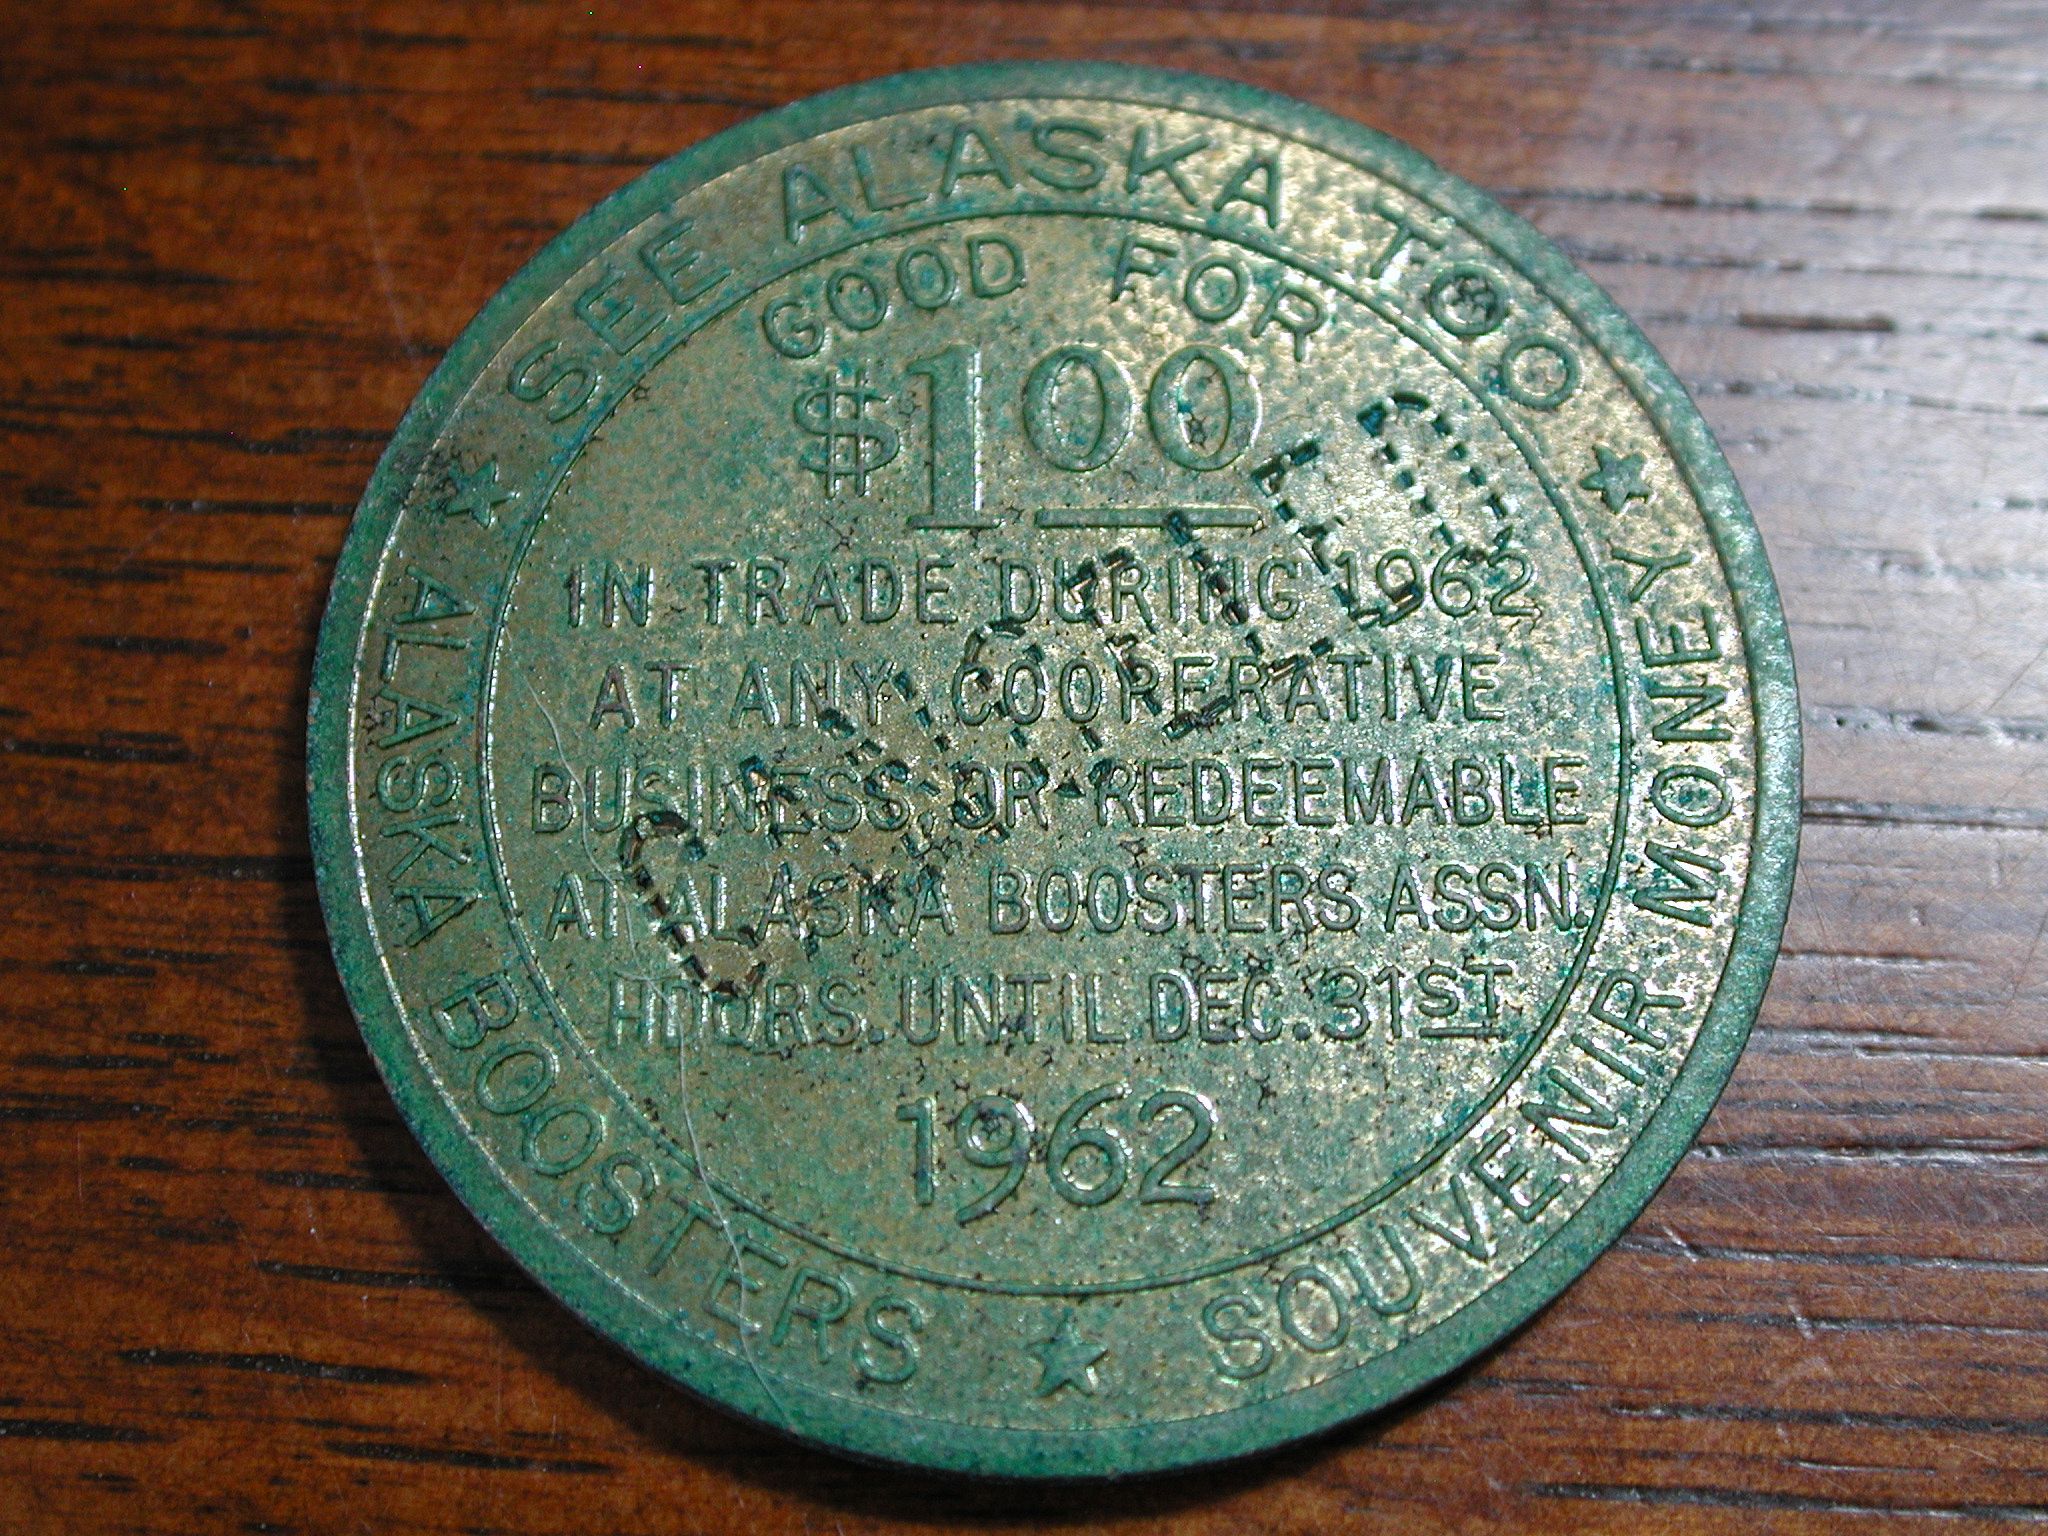 ★ SEE ALASKA TOO ★
SOUVENIR MONEY
★ ALASKA BOOSTERS
GOOD FOR
$1.00
IN TRADE DURING 1962
AT ANY COOPERATIVE
BUSINESS, OR REDEEMABLE
AT ALASKA BOOSTERS ASSN.
HDQRS. UNTIL DEC. 31ST
1962
CANCELLED